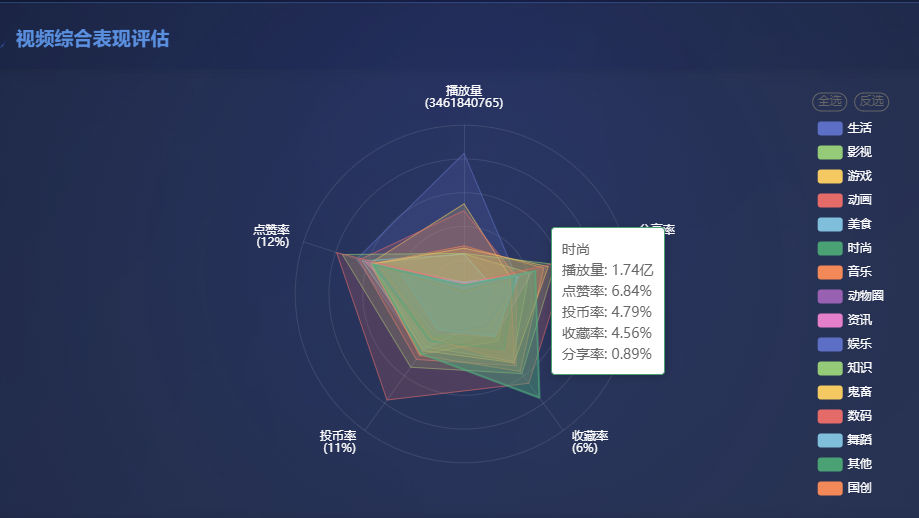 视频综合表现评估
播放量
(3461840765)
全选 反选
生活
影视
游戏
动画
美食
时尚
音乐
动物圈
资讯
娱乐
知识
鬼畜
数码
舞蹈
其他
国创
点赞率
(12%)
分享率
时尚
播放量: 1.74亿
点赞率: 6.84%
投币率: 4.79%
收藏率: 4.56%
分享率: 0.89%
投币率
(11%)
收藏率
(6%)